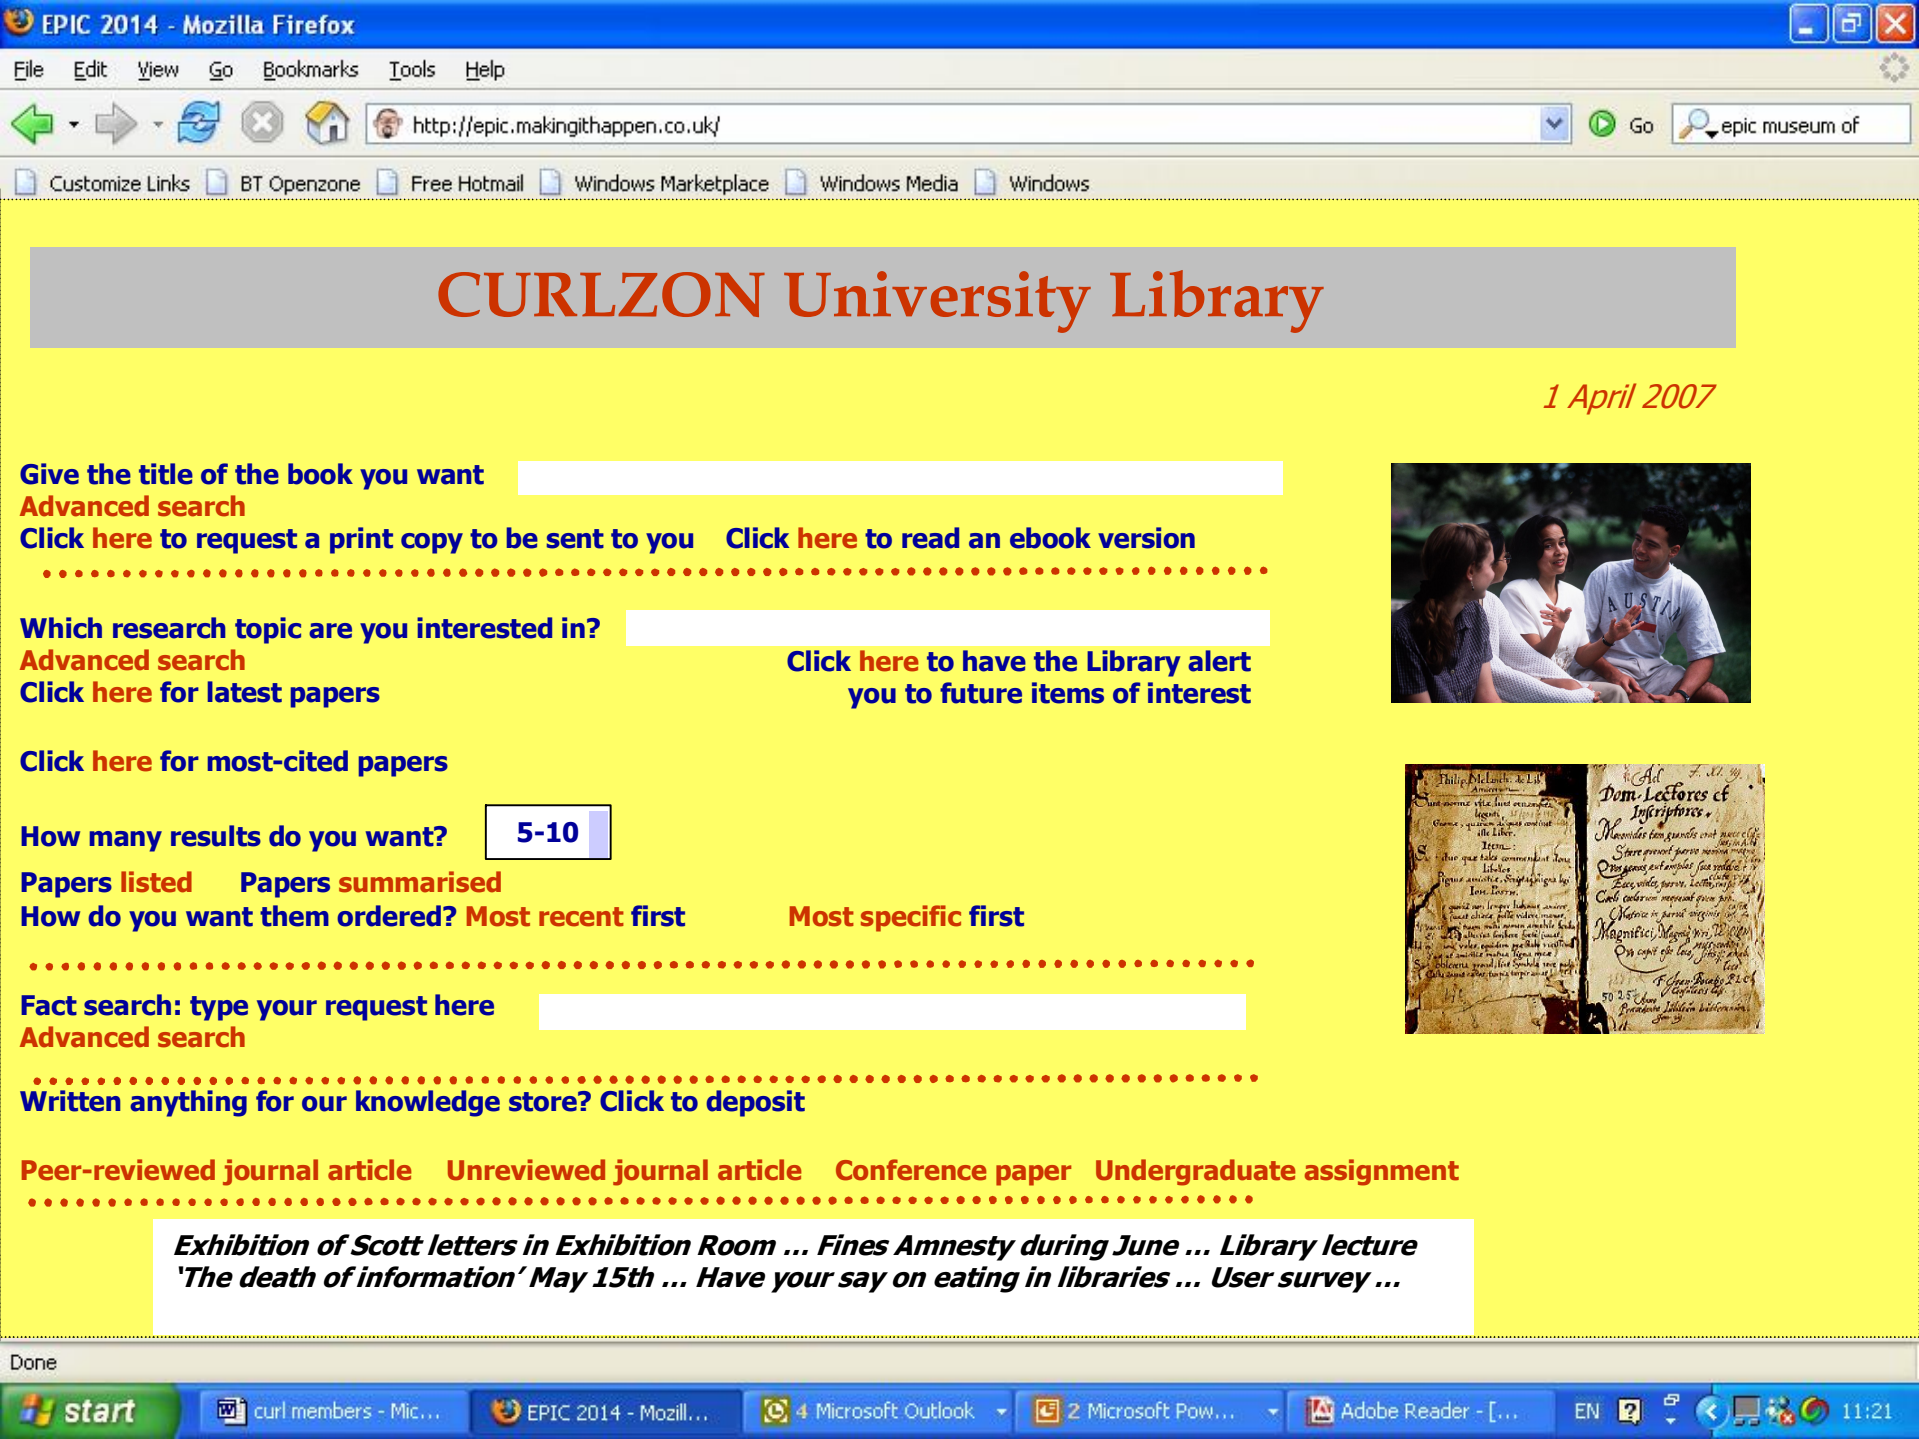 EPIC 2014 - Mozilla Firefox
File Edit View Go Bookmarks Tools Help
http://epic.makingithappen.co.uk/ Go epic museum of
Customize Links BT Openzone Free Hotmail Windows Marketplace Windows Media Windows
CURLZON University Library
1 April 2007
Give the title of the book you want
Advanced search
Click here to request a print copy to be sent to you Click here to read an ebook version
Which research topic are you interested in?
Advanced search
Click here for latest papers
Click here to have the Library alert
you to future items of interest
AUSTIN
Click here for most-cited papers
How many results do you want? 5-10
Papers listed Papers summarised
How do you want them ordered? Most recent first Most specific first
Ad
Dom. Lectores et
Inscriptores.
Fact search: type your request here
Advanced search
Written anything for our knowledge store? Click to deposit
Peer-reviewed journal article Unreviewed journal article Conference paper Undergraduate assignment
Exhibition of Scott letters in Exhibition Room ... Fines Amnesty during June ... Library lecture
‘The death of information’ May 15th ... Have your say on eating in libraries ... User survey ...
Done
start curl members - Mic... EPIC 2014 - Mozill... 4 Microsoft Outlook 2 Microsoft Pow... Adobe Reader - [... EN 11:21